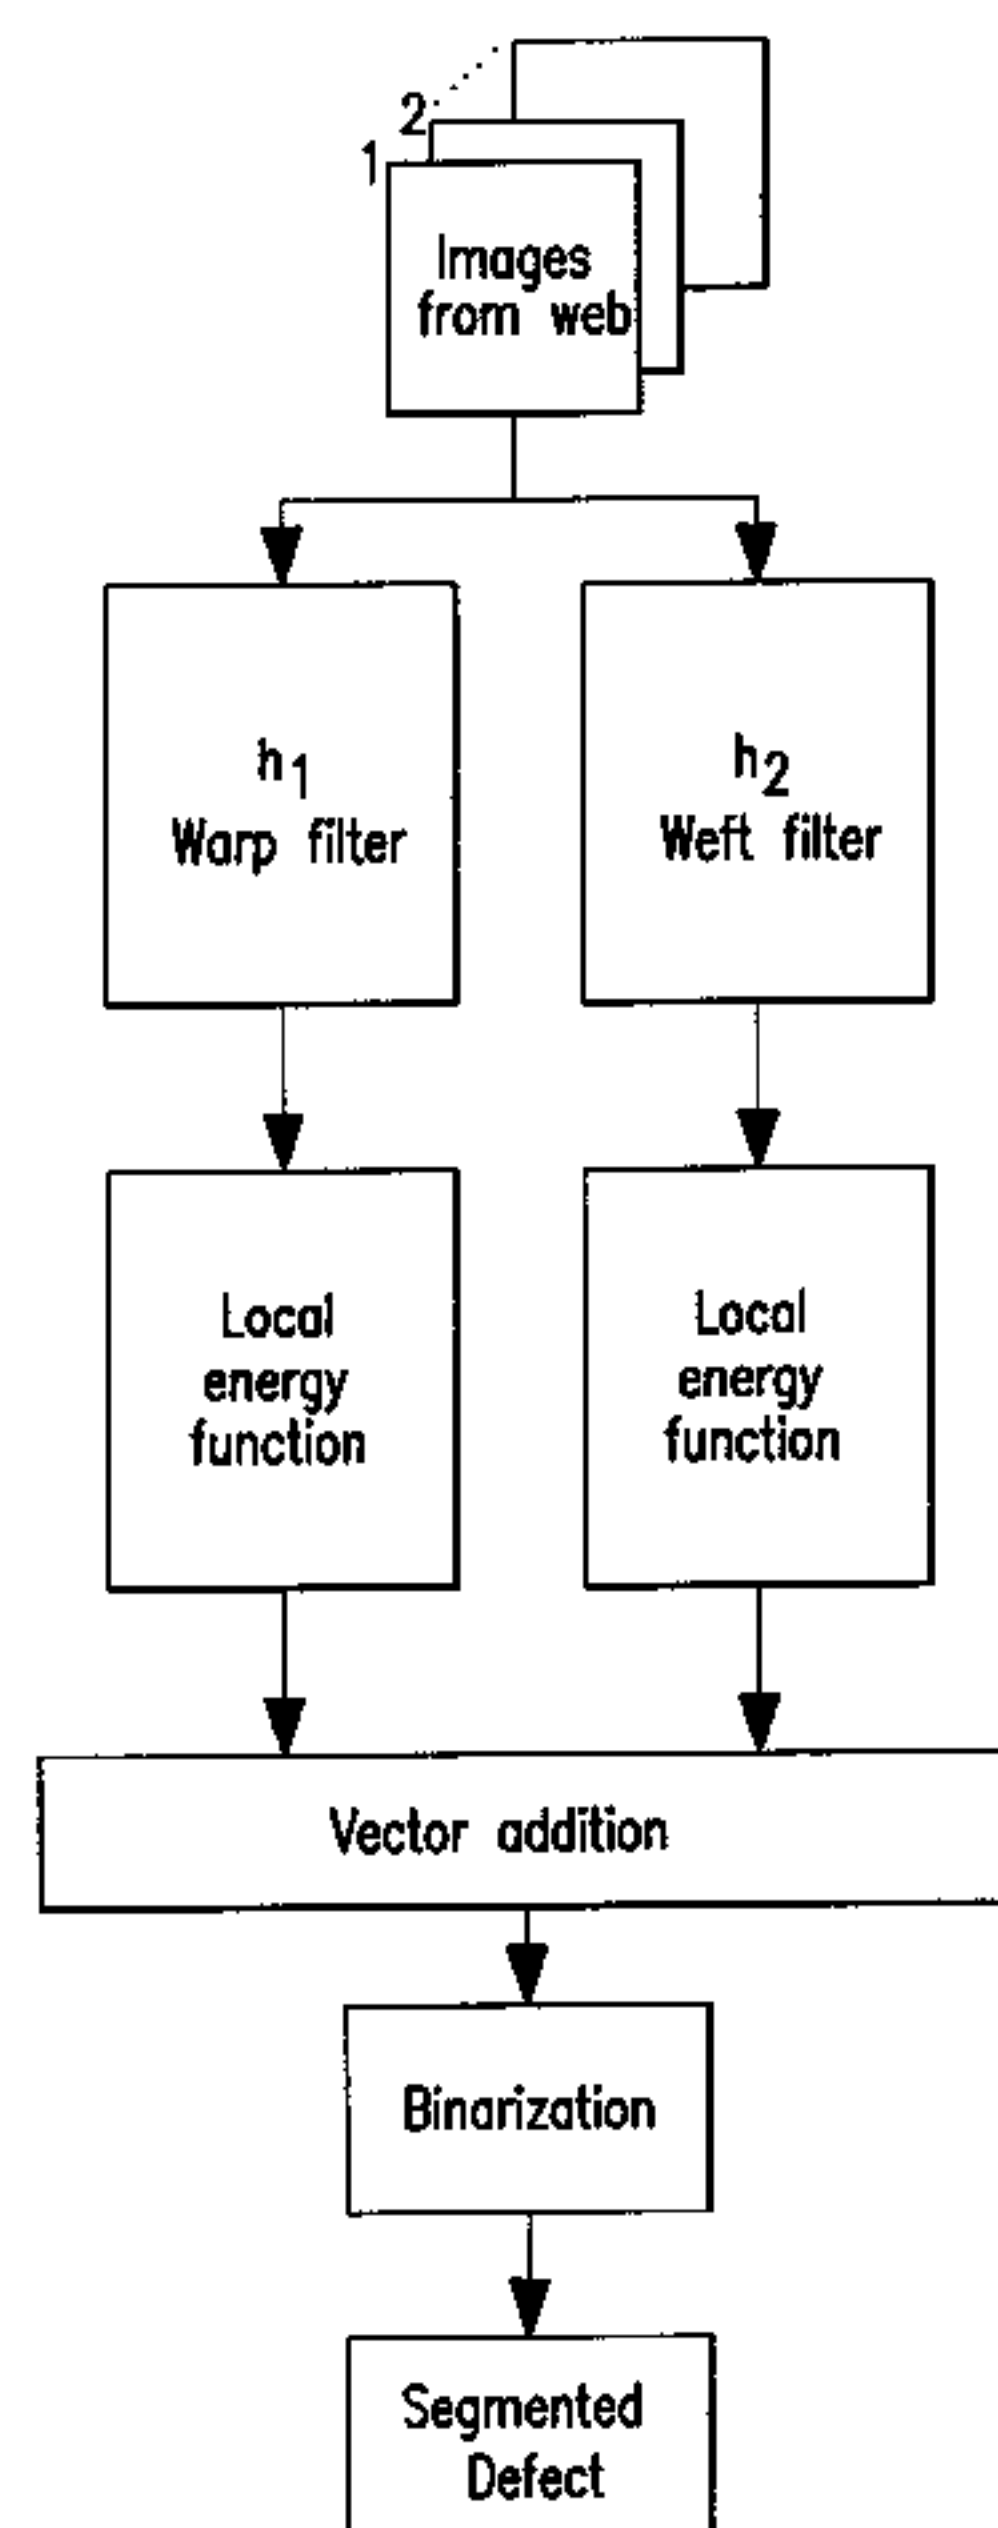 2
1
Images
from web
h1
Warp filter
h2
Weft filter
Local
energy
function
Local
energy
function
Vector addition
Binarization
Segmented
Defect